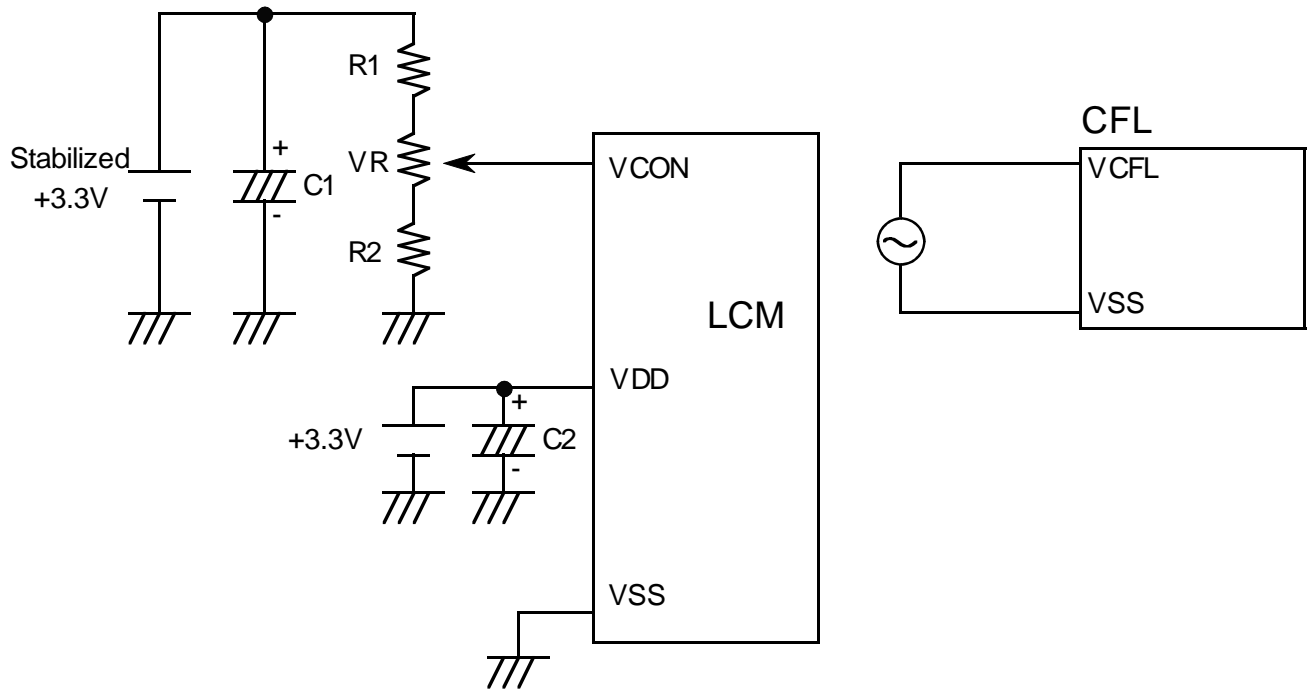 R1
CFL
Stabilized
+3.3V
+
C1
-
VR
VCON
VCFL
R2
VSS
LCM
VDD
+3.3V
+
C2
-
VSS